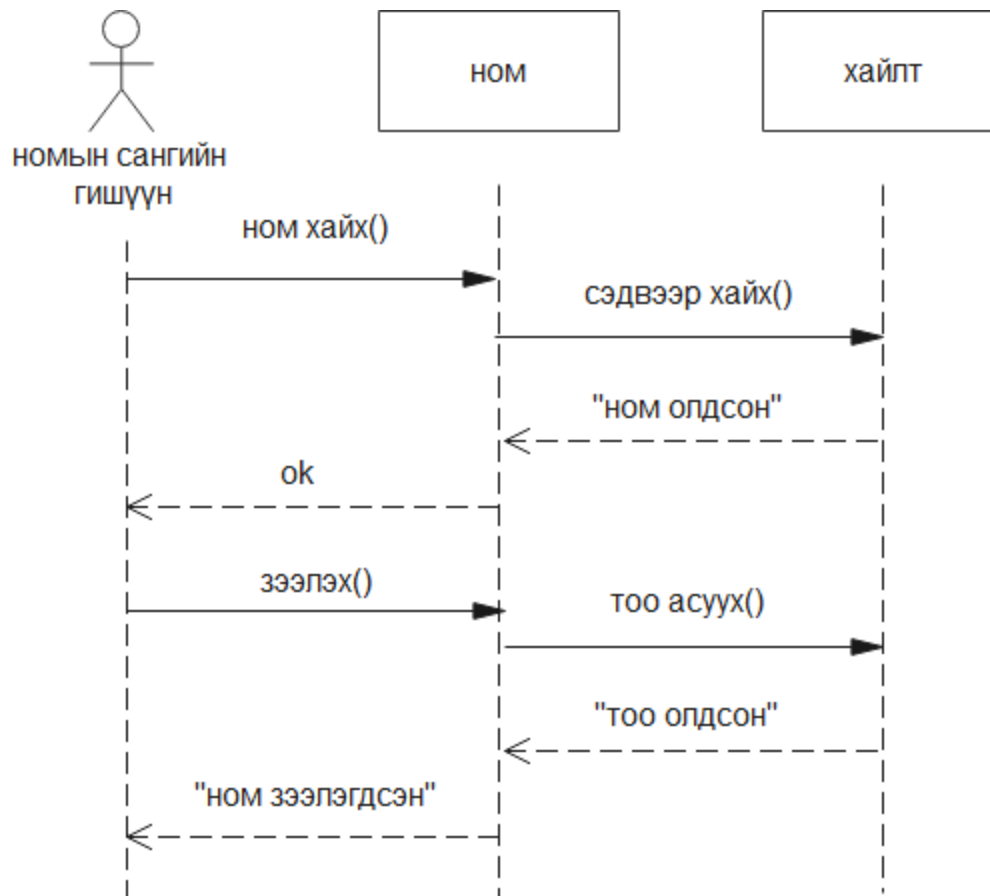 ном
хайлт
номын сангийн
гишүүн
ном хайх()
сэдвээр хайх()
"ном олдсон"
ok
зээлэх()
тоо асуух()
"тоо олдсон"
"ном зээлэгдсэн"